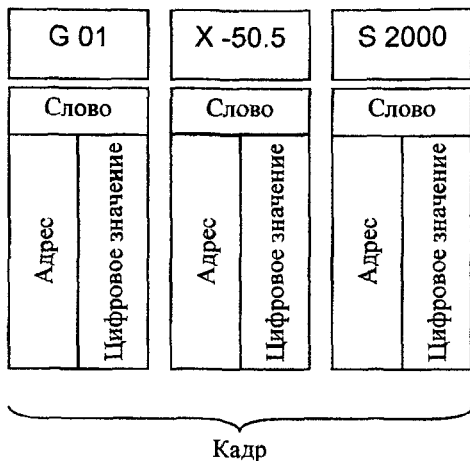 G 01
X -50.5
S 2000
Слово
Слово
Слово
Адрес
Цифровое значение
Адрес
Цифровое значение
Адрес
Цифровое значение
Кадр